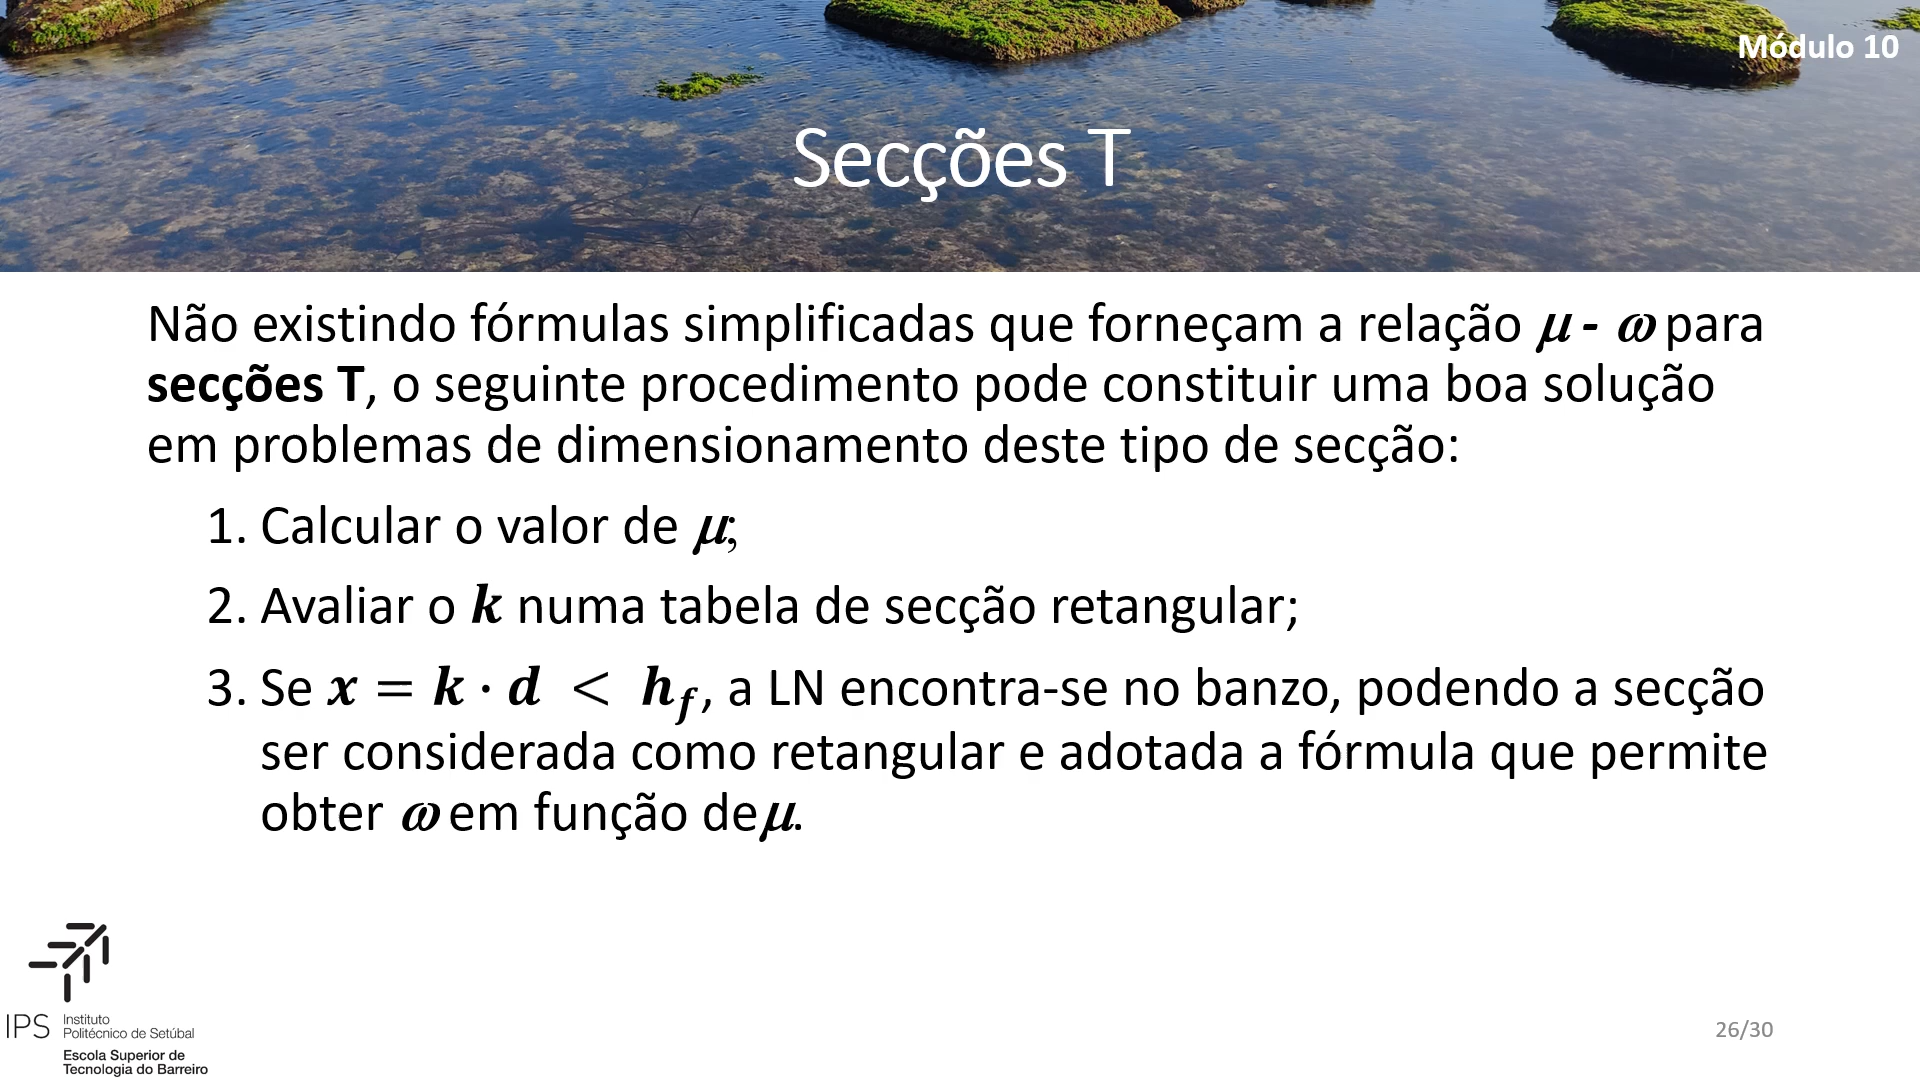 Módulo 10
Secções T
Não existindo fórmulas simplificadas que forneçam a relação μ - ω para
secções T, o seguinte procedimento pode constituir uma boa solução
em problemas de dimensionamento deste tipo de secção:
1. Calcular o valor de μ;
2. Avaliar o k numa tabela de secção retangular;
3. Se x = k · d < h_f, a LN encontra-se no banzo, podendo a secção
ser considerada como retangular e adotada a fórmula que permite
obter ω em função de μ.
IPS Instituto
Politécnico de Setúbal
Escola Superior de
Tecnologia do Barreiro
26/30